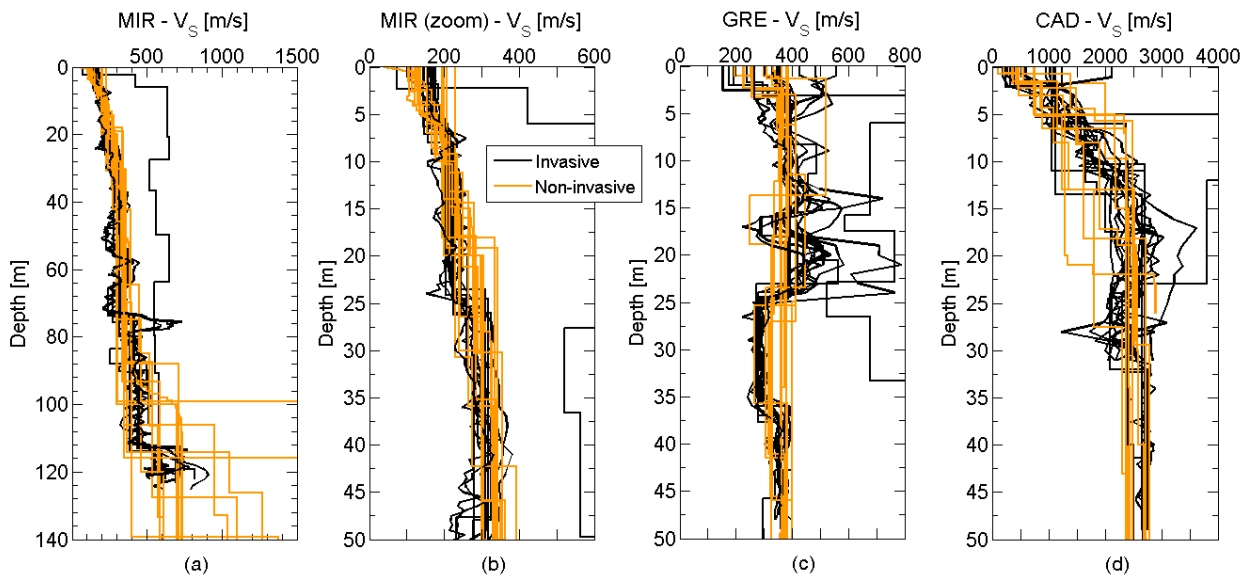 MIR - VS [m/s]
500 1000 1500
0
20
40
60
80
100
120
140
Depth [m]
(a)
MIR (zoom) - VS [m/s]
0 200 400 600
0
5
10
15
20
25
30
35
40
45
50
Depth [m]
Invasive
Non-invasive
(b)
GRE - VS [m/s]
0 200 400 600 800
0
5
10
15
20
25
30
35
40
45
50
Depth [m]
(c)
CAD - VS [m/s]
0 1000 2000 3000 4000
0
5
10
15
20
25
30
35
40
45
50
Depth [m]
(d)